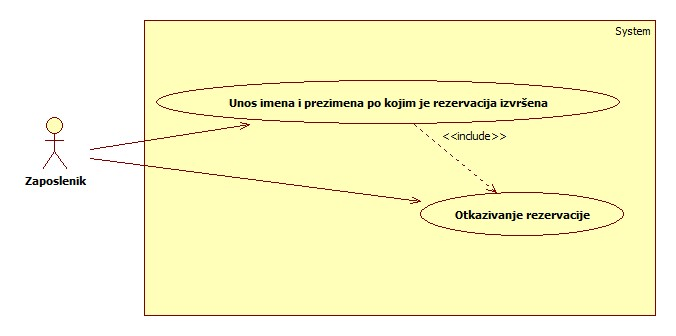 System
Unos imena i prezimena po kojim je rezervacija izvršena
<<include>>
Zaposlenik
Otkazivanje rezervacije